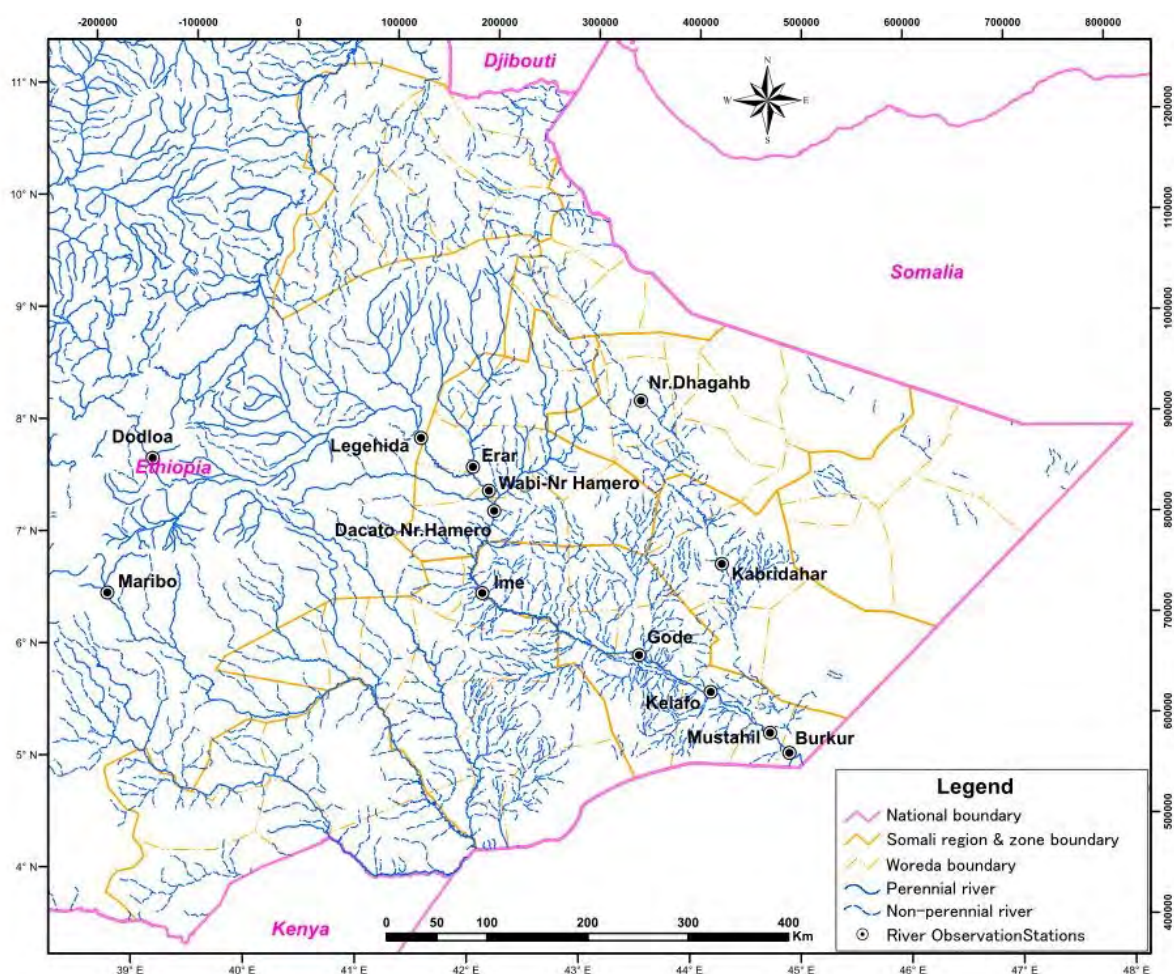 -200000
-100000
0
100000
200000
300000
400000
500000
600000
700000
800000
Djibouti
11° N
N
W E
S
1200000
10° N
1100000
Somalia
9° N
1000000
Nr.Dhagahb
8° N
900000
Dodloa
Legehida
Ethiopia
Erar
Wabi-Nr Hamero
800000
7° N
Dacato Nr.Hamero
Kabridahar
Maribo
Ime
700000
6° N
Gode
Kelafo
600000
Mustahil
Burkur
5° N
Legend
National boundary
500000
Somali region & zone boundary
Woreda boundary
4° N
Perennial river
Non-perennial river
400000
River ObservationStations
Kenya
0 50 100 200 300 400
Km
39° E
40° E
41° E
42° E
43° E
44° E
45° E
46° E
47° E
48° E